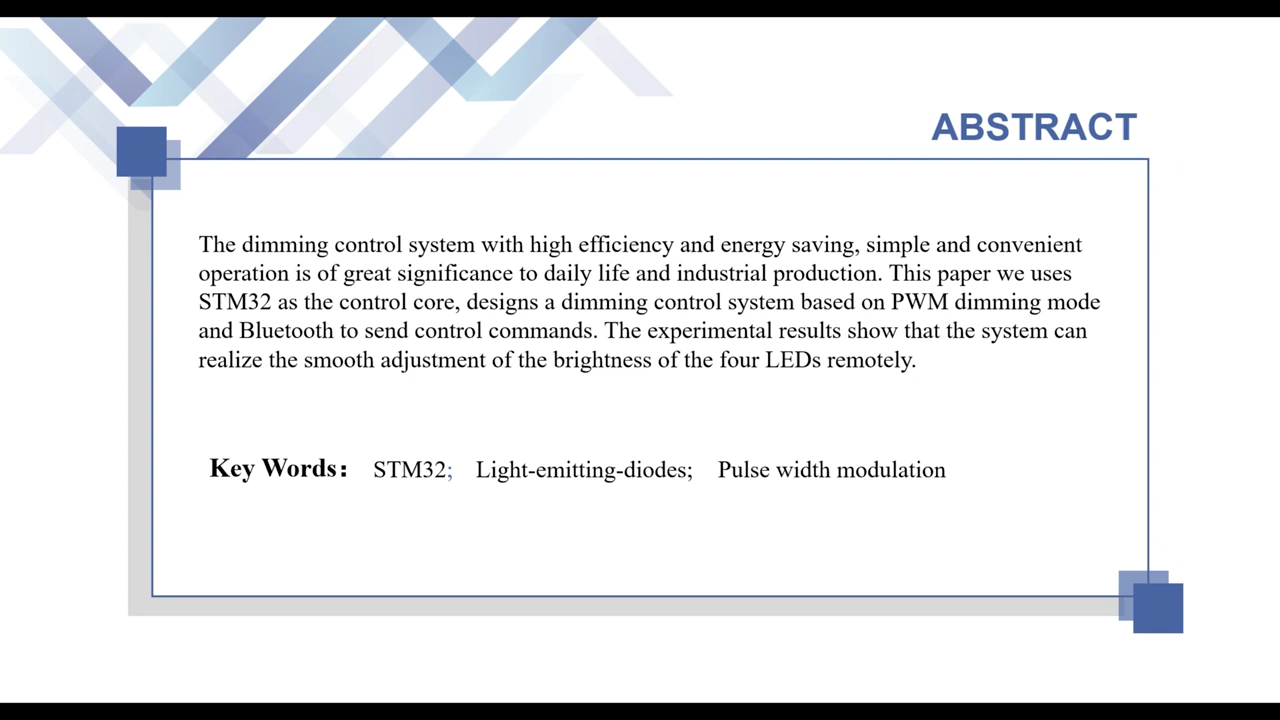 ABSTRACT
The dimming control system with high efficiency and energy saving, simple and convenient
operation is of great significance to daily life and industrial production. This paper we uses
STM32 as the control core, designs a dimming control system based on PWM dimming mode
and Bluetooth to send control commands. The experimental results show that the system can
realize the smooth adjustment of the brightness of the four LEDs remotely.
Key Words： STM32; Light-emitting-diodes; Pulse width modulation